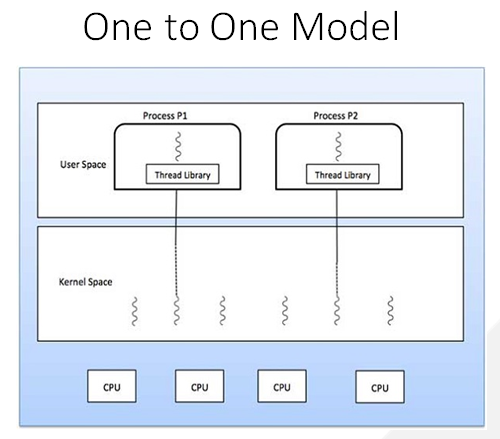 One to One Model
Process P1
Process P2
User Space
Thread Library
Thread Library
Kernel Space
CPU
CPU
CPU
CPU